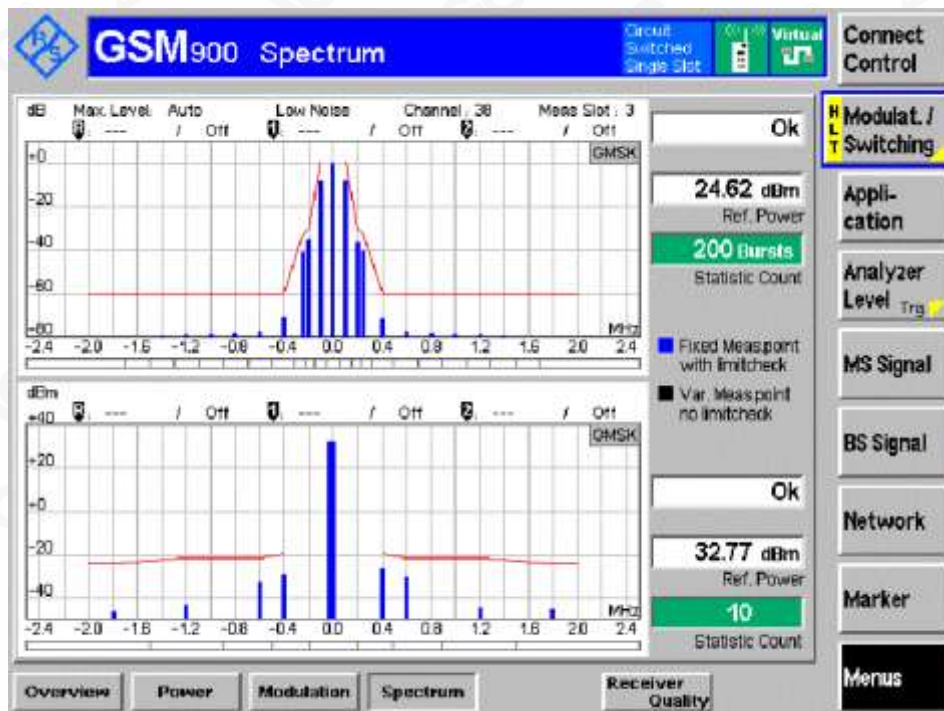 R&S
GSM900 Spectrum
Circuit
Switched
Single Slot
Virtual
Connect
Control
dB Max. Level: Auto Low Noise Channel: 38 Meas Slot: 3
--- / Off --- / Off --- / Off
GMSK
+0
-20
-40
-60
-80
MHz
-2.4 -2.0 -1.6 -1.2 -0.8 -0.4 0.0 0.4 0.8 1.2 1.6 2.0 2.4
Ok
24.62 dBm
Ref. Power
200 Bursts
Statistic Count
Fixed Meas.point
with limitcheck
Var. Meas.point
no limitcheck
dBm
--- / Off --- / Off --- / Off
GMSK
+40
+20
+0
-20
-40
MHz
-2.4 -2.0 -1.6 -1.2 -0.8 -0.4 0.0 0.4 0.8 1.2 1.6 2.0 2.4
Ok
32.77 dBm
Ref. Power
10
Statistic Count
HLT
Modulat. /
Switching
Appli-
cation
Analyzer
Level Trg
MS Signal
BS Signal
Network
Marker
Menus
Overview
Power
Modulation
Spectrum
Receiver
Quality